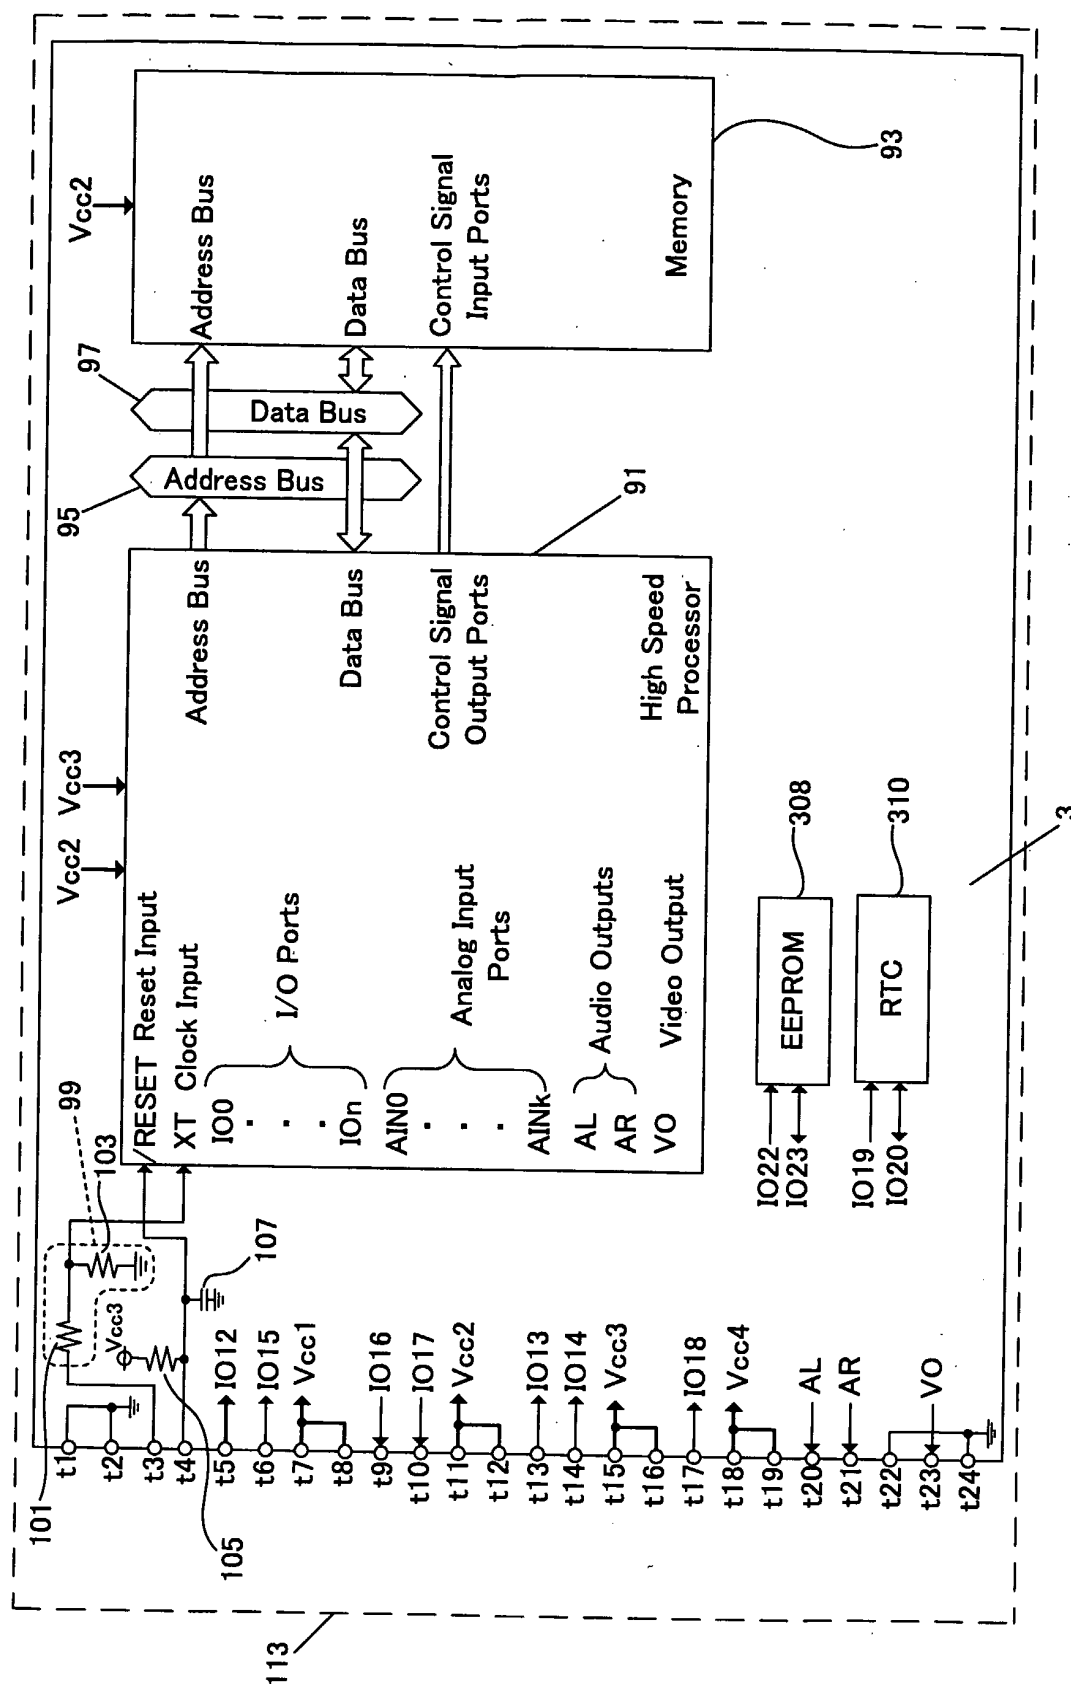 113
t1
t2
t3
t4
t5
t6
t7
t8
t9
t10
t11
t12
t13
t14
t15
t16
t17
t18
t19
t20
t21
t22
t23
t24
101
105
Vcc3
99
103
107
IO12
IO15
Vcc1
IO16
IO17
Vcc2
IO13
IO14
Vcc3
IO18
Vcc4
AL
AR
VO
/RESET Reset Input
XT Clock Input
IO0
IOn
I/O Ports
AIN0
AINk
Analog Input
Ports
AL
AR
Audio Outputs
VO
Video Output
Vcc2
Vcc3
Address Bus
Data Bus
Control Signal
Output Ports
High Speed
Processor
91
95
Address Bus
97
Data Bus
Vcc2
Address Bus
Data Bus
Control Signal
Input Ports
Memory
93
IO22
IO23
EEPROM
308
IO19
IO20
RTC
310
3